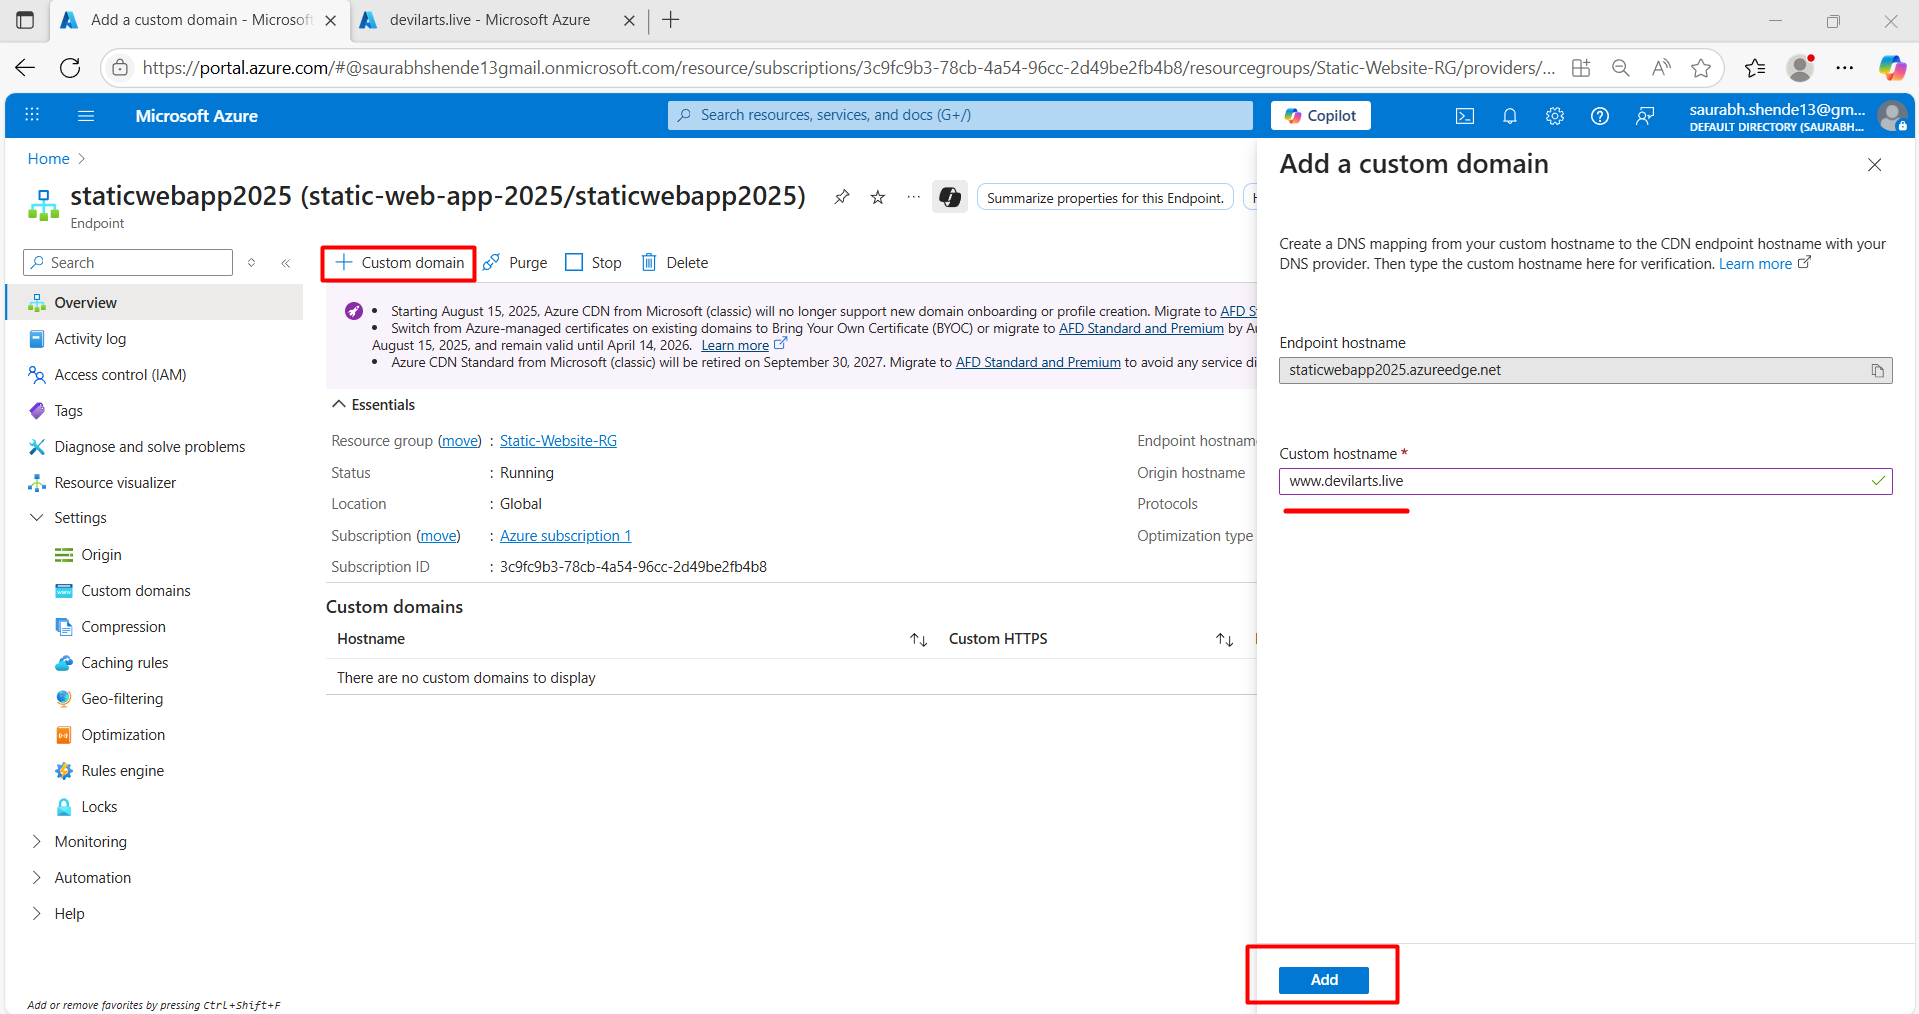 Add a custom domain - Microsoft
devilarts.live - Microsoft Azure
https://portal.azure.com/#@saurabhshende13gmail.onmicrosoft.com/resource/subscriptions/3c9fc9b3-78cb-4a54-96cc-2d49be2fb4b8/resourcegroups/Static-Website-RG/providers/...
Microsoft Azure
Search resources, services, and docs (G+/)
Copilot
saurabh.shende13@gm...
DEFAULT DIRECTORY (SAURABH...
Home
staticwebapp2025 (static-web-app-2025/staticwebapp2025)
Endpoint
Summarize properties for this Endpoint.
Search
Custom domain
Purge
Stop
Delete
Overview
Activity log
Access control (IAM)
Tags
Diagnose and solve problems
Resource visualizer
Settings
Origin
Custom domains
Compression
Caching rules
Geo-filtering
Optimization
Rules engine
Locks
Monitoring
Automation
Help
Add or remove favorites by pressing Ctrl+Shift+F
• Starting August 15, 2025, Azure CDN from Microsoft (classic) will no longer support new domain onboarding or profile creation. Migrate to AFD S
• Switch from Azure-managed certificates on existing domains to Bring Your Own Certificate (BYOC) or migrate to AFD Standard and Premium by Au
August 15, 2025, and remain valid until April 14, 2026. Learn more
• Azure CDN Standard from Microsoft (classic) will be retired on September 30, 2027. Migrate to AFD Standard and Premium to avoid any service di
Essentials
Resource group (move) : Static-Website-RG
Status : Running
Location : Global
Subscription (move) : Azure subscription 1
Subscription ID : 3c9fc9b3-78cb-4a54-96cc-2d49be2fb4b8
Endpoint hostname
Origin hostname
Protocols
Optimization type
Custom domains
Hostname
Custom HTTPS
There are no custom domains to display
Add a custom domain
Create a DNS mapping from your custom hostname to the CDN endpoint hostname with your
DNS provider. Then type the custom hostname here for verification. Learn more
Endpoint hostname
staticwebapp2025.azureedge.net
Custom hostname *
www.devilarts.live
Add